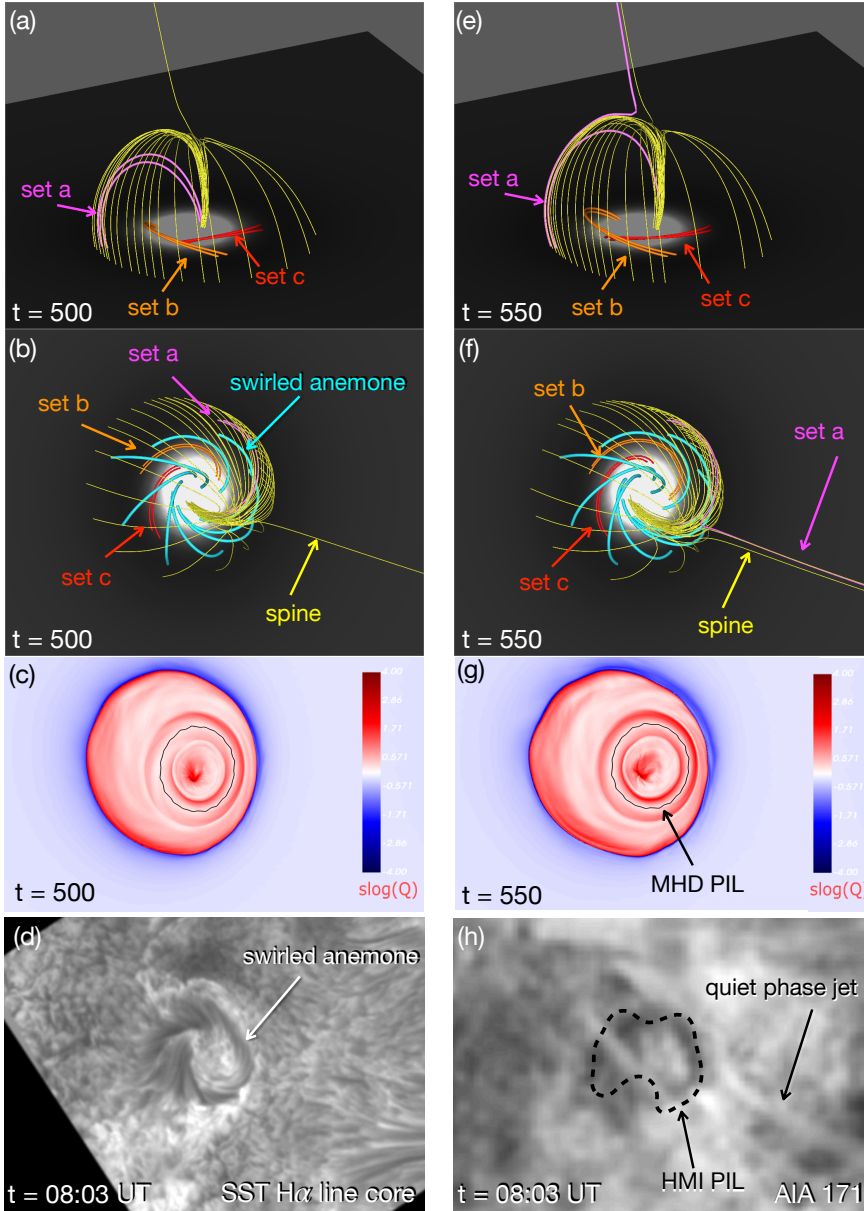 (a)
set a
set b
set c
t = 500
(e)
set a
set b
set c
t = 550
(b)
set a
swirled anemone
set b
set c
spine
t = 500
(f)
set b
set a
set c
spine
t = 550
(c)
4.00
2.86
1.71
0.571
-0.571
-1.71
-2.86
-4.00
slog(Q)
t = 500
(g)
4.00
2.86
1.71
0.571
-0.571
-1.71
-2.86
-4.00
slog(Q)
MHD PIL
t = 550
(d)
swirled anemone
t = 08:03 UT
SST Hα line core
(h)
quiet phase jet
HMI PIL
t = 08:03 UT
AIA 171